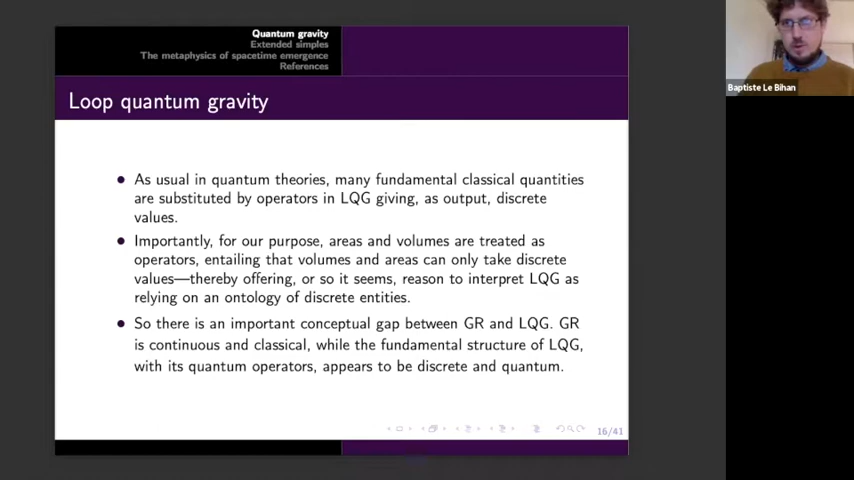 Quantum gravity
Extended simples
The metaphysics of spacetime emergence
References
Loop quantum gravity
As usual in quantum theories, many fundamental classical quantities
are substituted by operators in LQG giving, as output, discrete
values.
Importantly, for our purpose, areas and volumes are treated as
operators, entailing that volumes and areas can only take discrete
values—thereby offering, or so it seems, reason to interpret LQG as
relying on an ontology of discrete entities.
So there is an important conceptual gap between GR and LQG. GR
is continuous and classical, while the fundamental structure of LQG,
with its quantum operators, appears to be discrete and quantum.
16/41
Baptiste Le Bihan